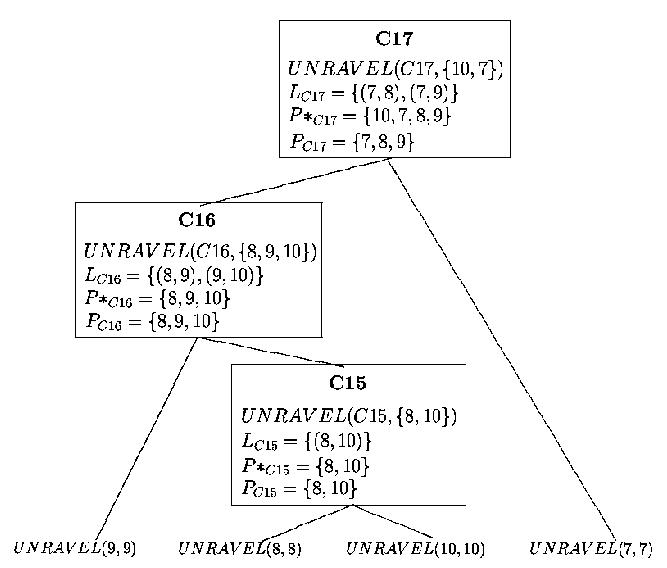 C17
UNRAVEL(C17, {10, 7})
L_{C17} = {(7, 8), (7, 9)}
P*_{C17} = {10, 7, 8, 9}
P_{C17} = {7, 8, 9}
C16
UNRAVEL(C16, {8, 9, 10})
L_{C16} = {(8, 9), (9, 10)}
P*_{C16} = {8, 9, 10}
P_{C16} = {8, 9, 10}
C15
UNRAVEL(C15, {8, 10})
L_{C15} = {(8, 10)}
P*_{C15} = {8, 10}
P_{C15} = {8, 10}
UNRAVEL(9, 9)
UNRAVEL(8, 8)
UNRAVEL(10, 10)
UNRAVEL(7, 7)